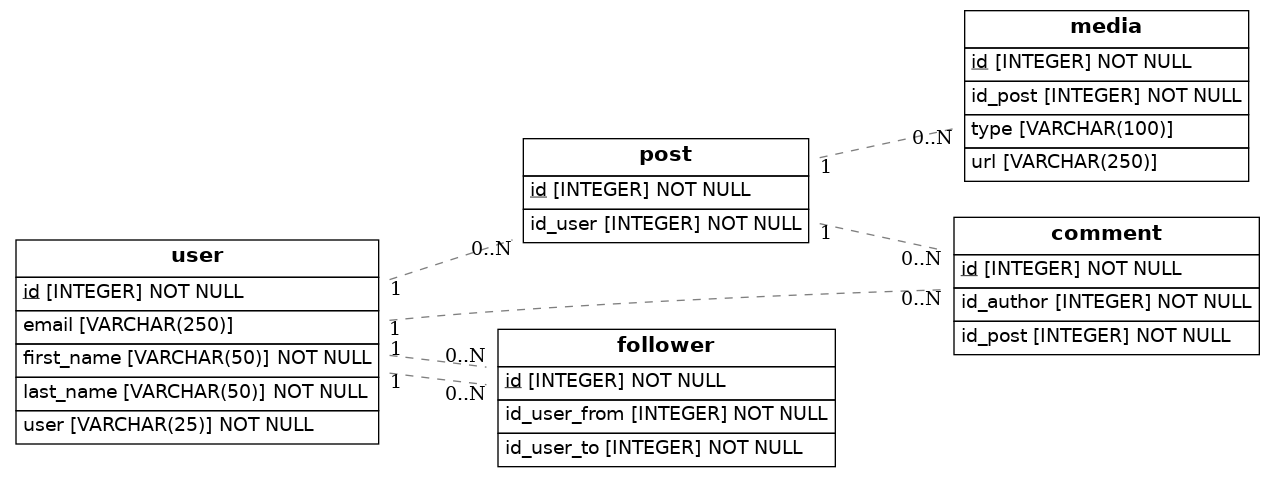 media
id [INTEGER] NOT NULL
id_post [INTEGER] NOT NULL
type [VARCHAR(100)]
url [VARCHAR(250)]
0..N
1
post
id [INTEGER] NOT NULL
id_user [INTEGER] NOT NULL
1
0..N
comment
id [INTEGER] NOT NULL
id_author [INTEGER] NOT NULL
id_post [INTEGER] NOT NULL
0..N
1
user
id [INTEGER] NOT NULL
email [VARCHAR(250)]
first_name [VARCHAR(50)] NOT NULL
last_name [VARCHAR(50)] NOT NULL
user [VARCHAR(25)] NOT NULL
1
0..N
1
0..N
1
0..N
follower
id [INTEGER] NOT NULL
id_user_from [INTEGER] NOT NULL
id_user_to [INTEGER] NOT NULL